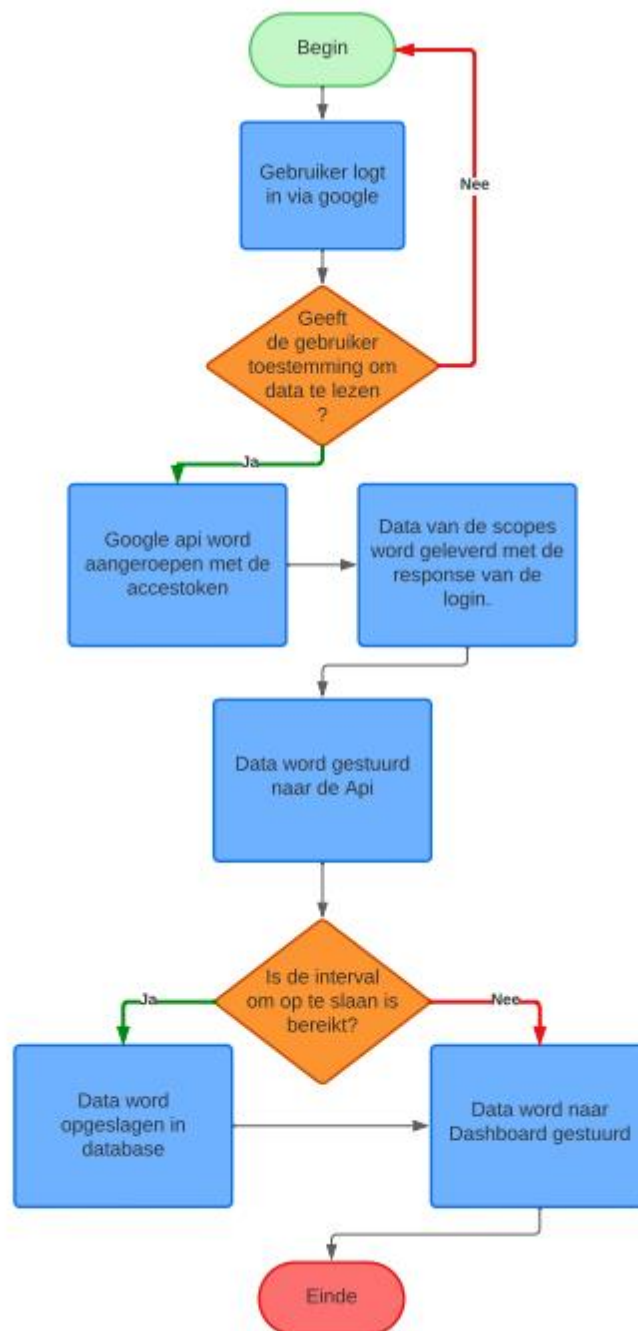 Begin
Gebruiker logt
in via google
Nee
Geeft
de gebruiker
toestemming om
data te lezen
?
Ja
Google api word
aangeroepen met de
accestoken
Data van de scopes
word geleverd met de
response van de
login.
Data word gestuurd
naar de Api
Is de interval
om op te slaan is
bereikt?
Ja
Nee
Data word
opgeslagen in
database
Data word naar
Dashboard gestuurd
Einde